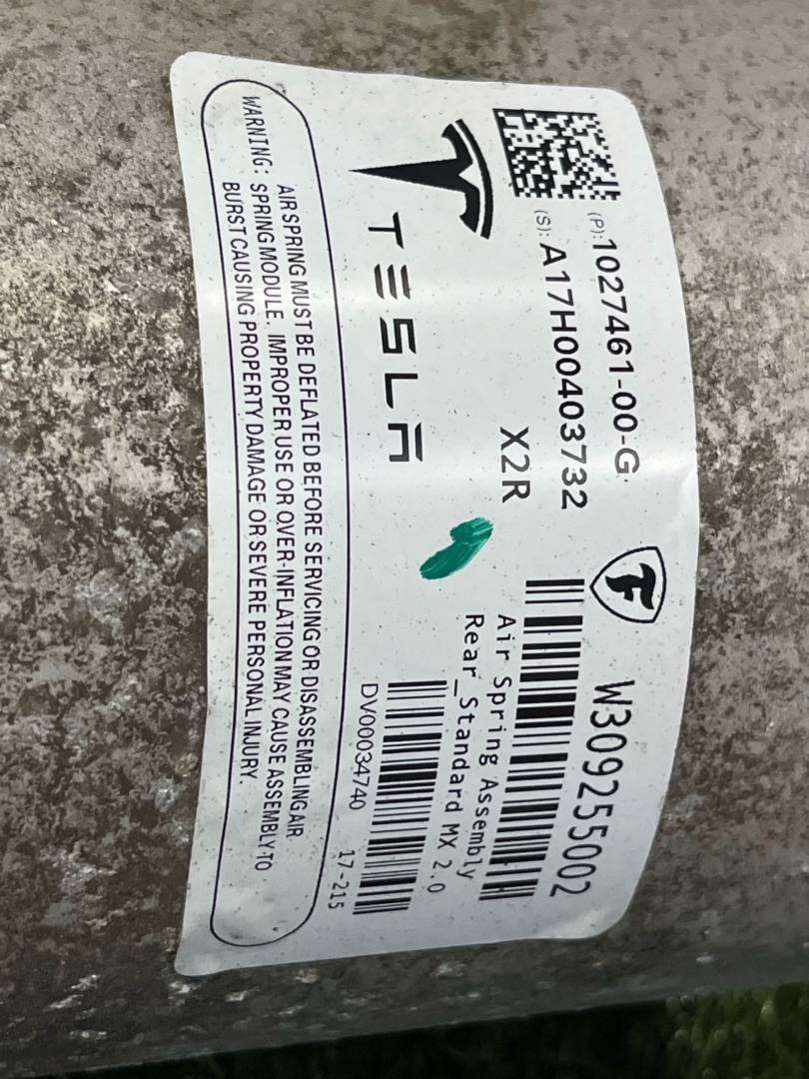 (P):1027461-00-G
(S): A17H00403732
X2R
TESLA
WARNING: AIR SPRING MUST BE DEFLATED BEFORE SERVICING OR DISASSEMBLING AIR
SPRING MODULE. IMPROPER USE OR OVER-INFLATION MAY CAUSE ASSEMBLY TO
BURST CAUSING PROPERTY DAMAGE OR SEVERE PERSONAL INJURY.
F
W309255002
Air Spring Assembly
Rear_Standard MX 2.0
DV00034740
17-215